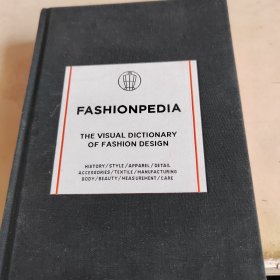 FASHIONPEDIA
THE VISUAL DICTIONARY
OF FASHION DESIGN
HISTORY/STYLE/APPAREL/DETAIL
ACCESSORIES/TEXTILE/MANUFACTURING
BODY/BEAUTY/MEASUREMENT/CARE